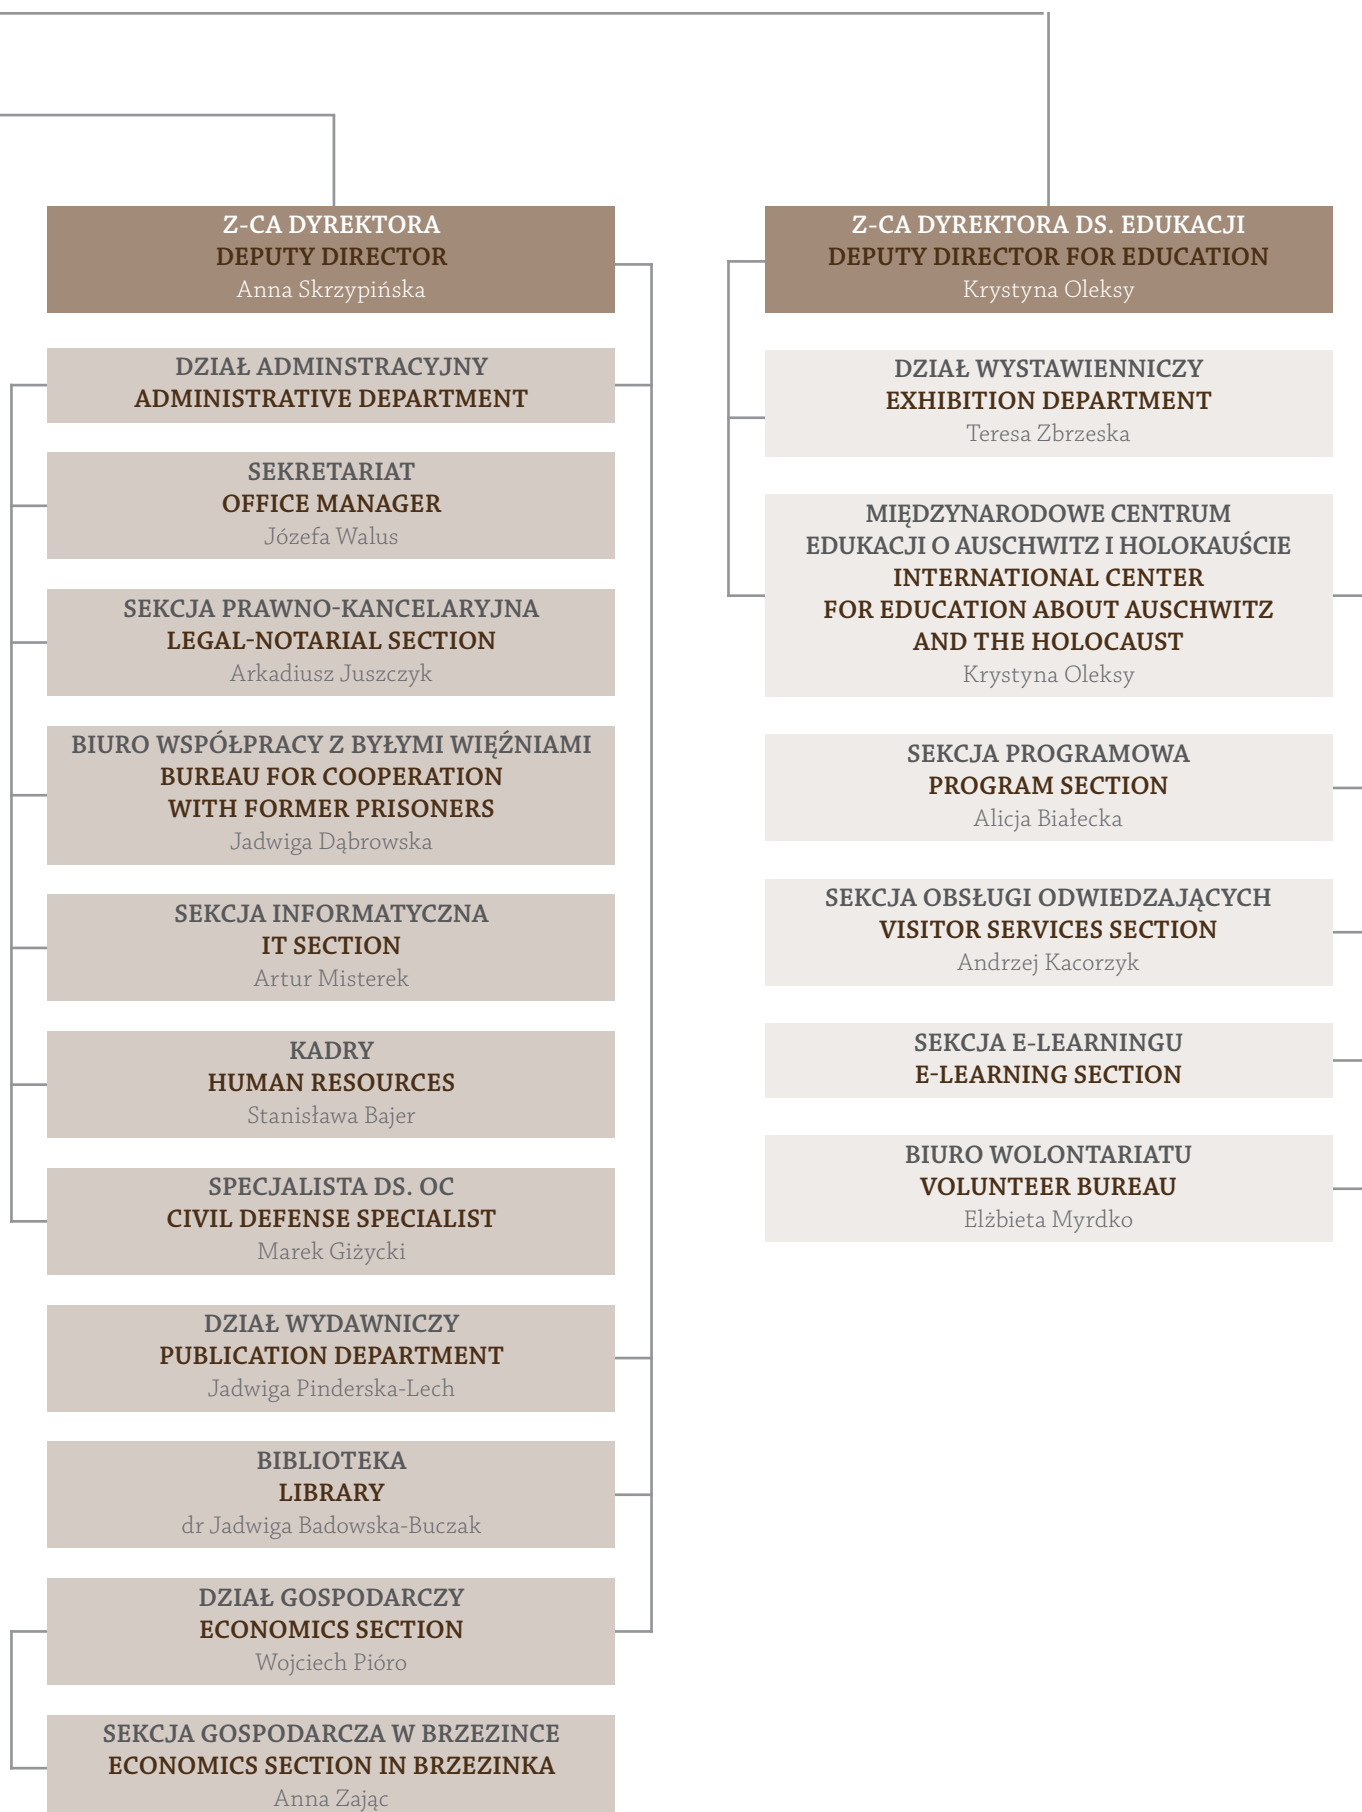 Z-CA DYREKTORA
DEPUTY DIRECTOR
Anna Skrzypińska
DZIAŁ ADMINSTRACYJNY
ADMINISTRATIVE DEPARTMENT
SEKRETARIAT
OFFICE MANAGER
Józefa Walus
SEKCJA PRAWNO-KANCELARYJNA
LEGAL-NOTARIAL SECTION
Arkadiusz Juszczyk
BIURO WSPÓŁPRACY Z BYŁYMI WIĘŹNIAMI
BUREAU FOR COOPERATION
WITH FORMER PRISONERS
Jadwiga Dąbrowska
SEKCJA INFORMATYCZNA
IT SECTION
Artur Misterek
KADRY
HUMAN RESOURCES
Stanisława Bajer
SPECJALISTA DS. OC
CIVIL DEFENSE SPECIALIST
Marek Giżycki
DZIAŁ WYDAWNICZY
PUBLICATION DEPARTMENT
Jadwiga Pinderska-Lech
BIBLIOTEKA
LIBRARY
dr Jadwiga Badowska-Buczak
DZIAŁ GOSPODARCZY
ECONOMICS SECTION
Wojciech Pióro
SEKCJA GOSPODARCZA W BRZEZINCE
ECONOMICS SECTION IN BRZEZINKA
Anna Zając
Z-CA DYREKTORA DS. EDUKACJI
DEPUTY DIRECTOR FOR EDUCATION
Krystyna Oleksy
DZIAŁ WYSTAWIENNICZY
EXHIBITION DEPARTMENT
Teresa Zbrzeska
MIĘDZYNARODOWE CENTRUM
EDUKACJI O AUSCHWITZ I HOLOKAUŚCIE
INTERNATIONAL CENTER
FOR EDUCATION ABOUT AUSCHWITZ
AND THE HOLOCAUST
Krystyna Oleksy
SEKCJA PROGRAMOWA
PROGRAM SECTION
Alicja Białecka
SEKCJA OBSŁUGI ODWIEDZAJĄCYCH
VISITOR SERVICES SECTION
Andrzej Kacorzyk
SEKCJA E-LEARNINGU
E-LEARNING SECTION
BIURO WOLONTARIATU
VOLUNTEER BUREAU
Elżbieta Myrdko